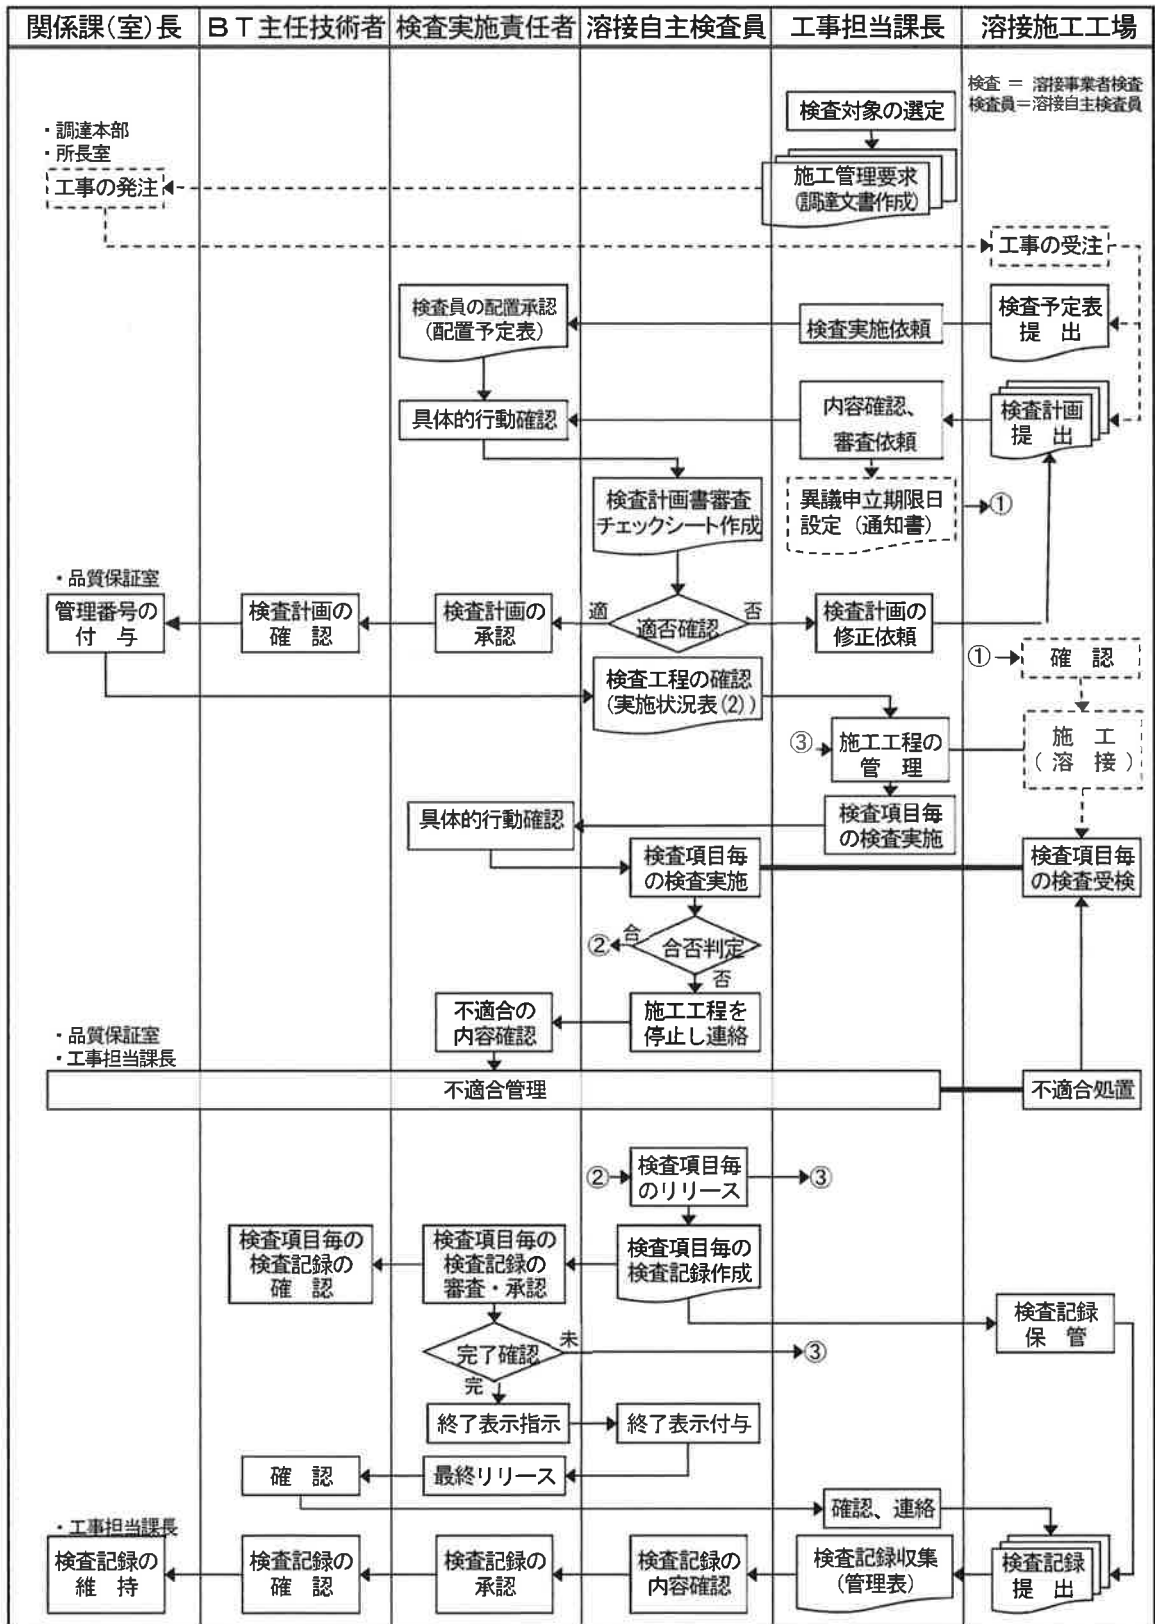 関係課(室)長
BT主任技術者
検査実施責任者
溶接自主検査員
工事担当課長
溶接施工工場
検査 = 溶接事業者検査
検査員=溶接自主検査員
検査対象の選定
・調達本部
・所長室
工事の発注
施工管理要求
(調達文書作成)
工事の受注
検査員の配置承認
(配置予定表)
検査実施依頼
検査予定表
提 出
具体的行動確認
内容確認、
審査依頼
検査計画
提 出
検査計画書審査
チェックシート作成
異議申立期限日
設定(通知書)
①
・品質保証室
管理番号の
付 与
検査計画の
確 認
検査計画の
承認
適
適否確認
否
検査計画の
修正依頼
①
確 認
検査工程の確認
(実施状況表(2))
③
施工工程の
管 理
施 工
(溶 接)
具体的行動確認
検査項目毎
の検査実施
検査項目毎
の検査実施
検査項目毎
の検査受検
②
合
合否判定
否
不適合の
内容確認
施工工程を
停止し連絡
・品質保証室
・工事担当課長
不適合管理
不適合処置
②
検査項目毎
のリリース
③
検査項目毎の
検査記録の
確 認
検査項目毎の
検査記録の
審査・承認
検査項目毎の
検査記録作成
検査記録
保 管
完了確認
未
③
完
終了表示指示
終了表示付与
確 認
最終リリース
確認、連絡
・工事担当課長
検査記録の
維 持
検査記録の
確 認
検査記録の
承認
検査記録の
内容確認
検査記録収集
(管理表)
検査記録
提 出